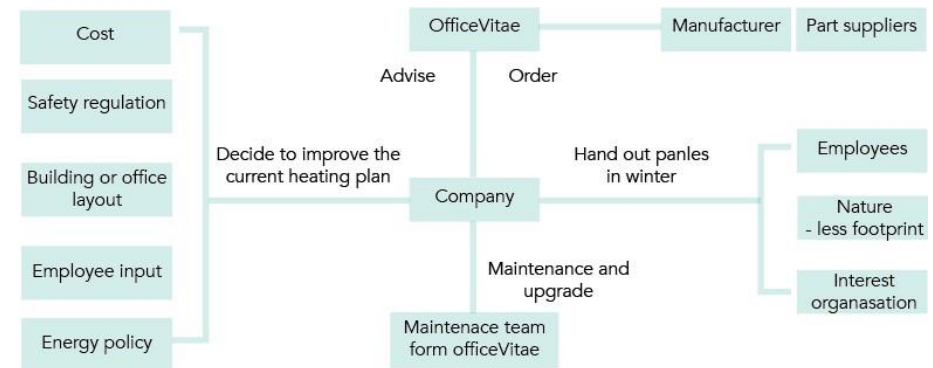 Cost
OfficeVitae
Manufacturer
Part suppliers
Advise
Order
Safety regulation
Decide to improve the
current heating plan
Hand out panles
in winter
Employees
Building or office
layout
Company
Nature
- less footprint
Employee input
Maintenance and
upgrade
Interest
organasation
Energy policy
Maintenace team
form officeVitae